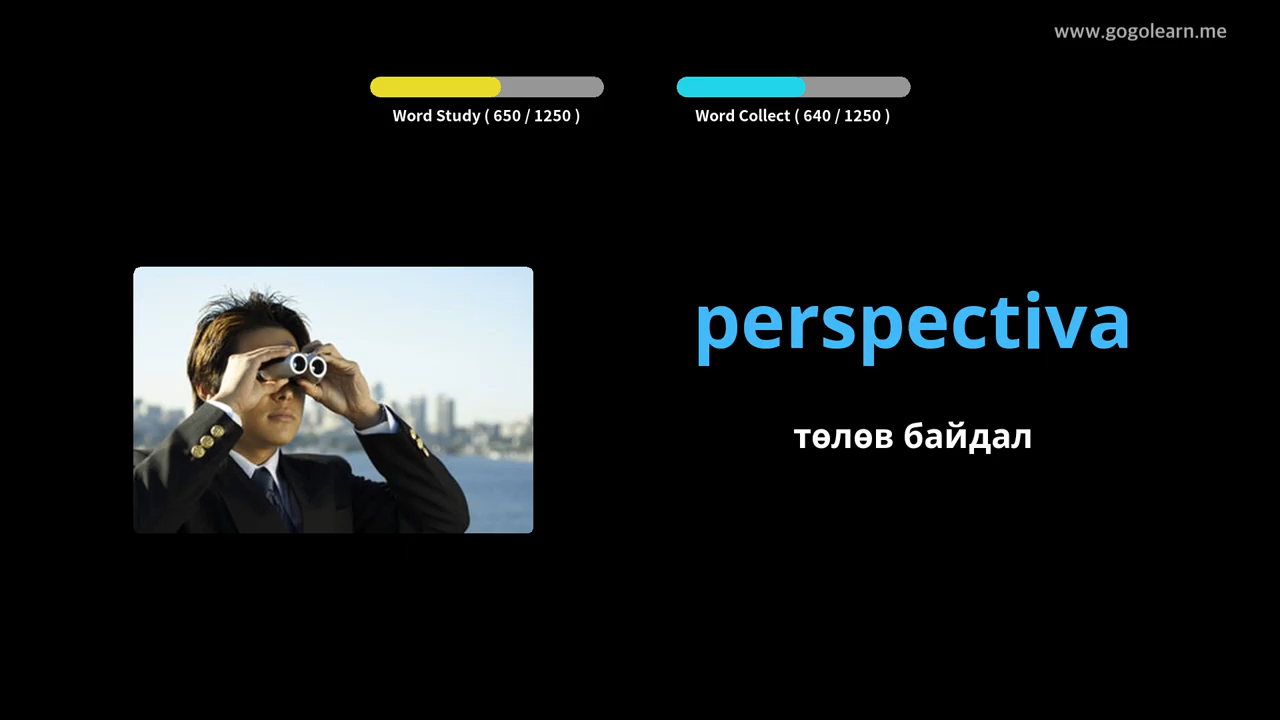 www.gogolearn.me
Word Study ( 650 / 1250 )
Word Collect ( 640 / 1250 )
perspectiva
төлөв байдал